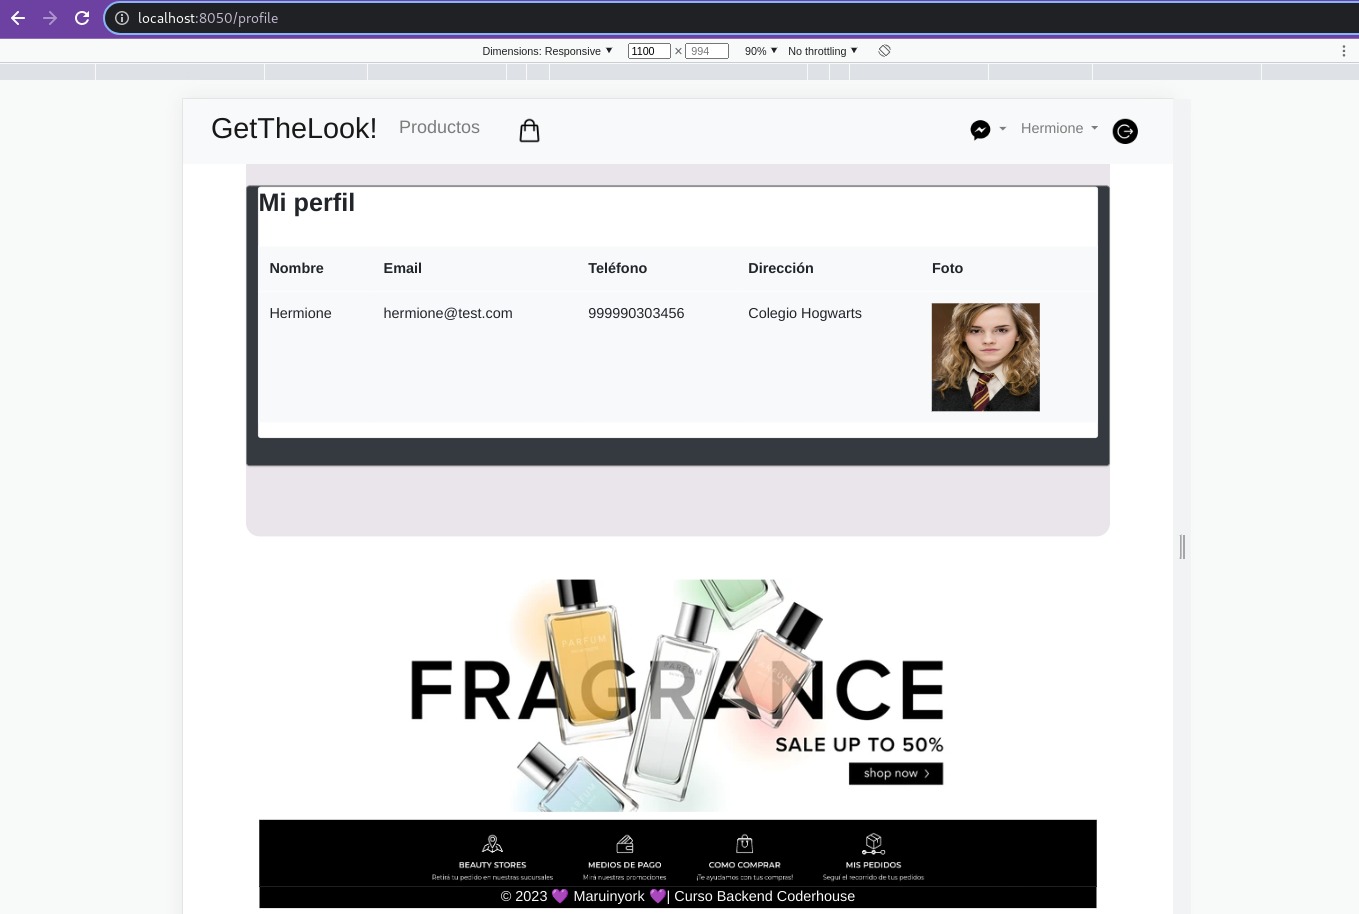 localhost:8050/profile
Dimensions: Responsive ▼ 1100 × 994 90% ▼ No throttling ▼
GetTheLook! Productos Hermione
Mi perfil
Nombre Email Teléfono Dirección Foto
Hermione hermione@test.com 999990303456 Colegio Hogwarts
PARFUM
PARFUM
FRAGRANCE
SALE UP TO 50%
shop now >
BEAUTY STORES MEDIOS DE PAGO COMO COMPRAR MIS PEDIDOS
Retirá tu pedido en nuestras sucursales Mirá nuestras promociones ¡Te ayudamos con tus compras! Seguí el recorrido de tus pedidos
© 2023 💜 Maruinyork 💜| Curso Backend Coderhouse